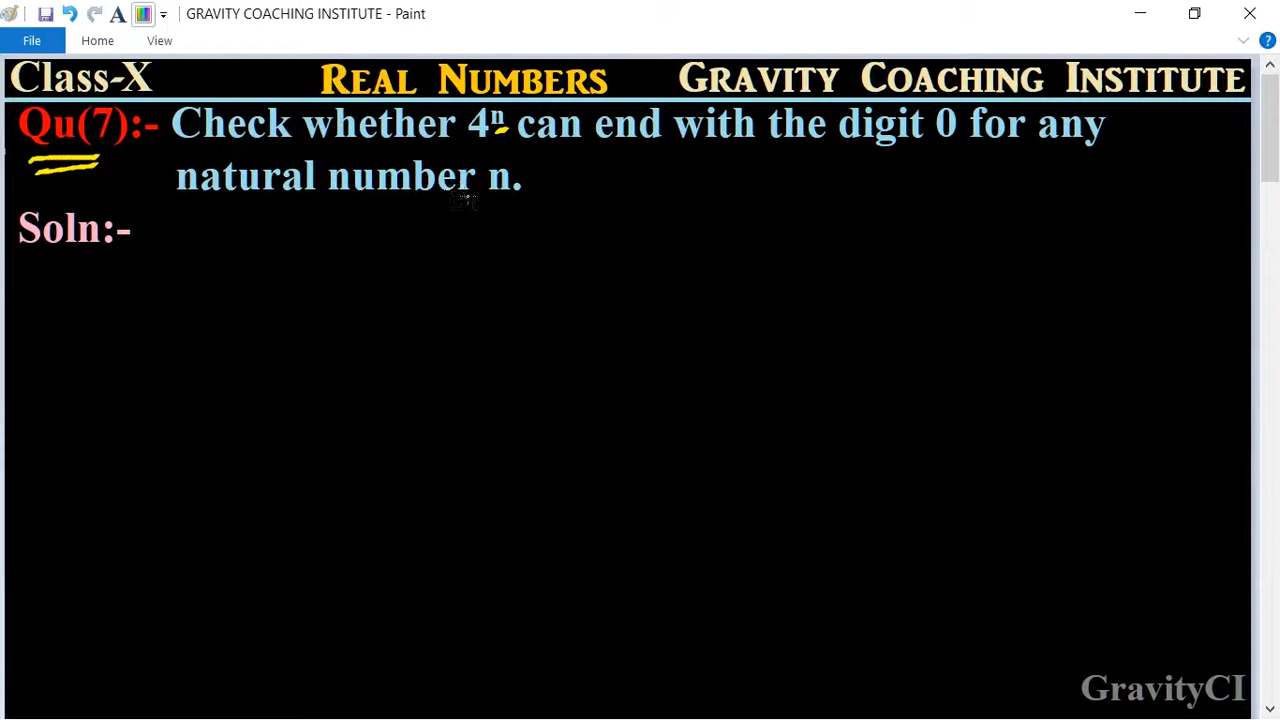 GRAVITY COACHING INSTITUTE - Paint
File Home View
Class-X REAL NUMBERS GRAVITY COACHING INSTITUTE
Qu(7):- Check whether 4ⁿ can end with the digit 0 for any
natural number n.
Soln:-
GravityCI